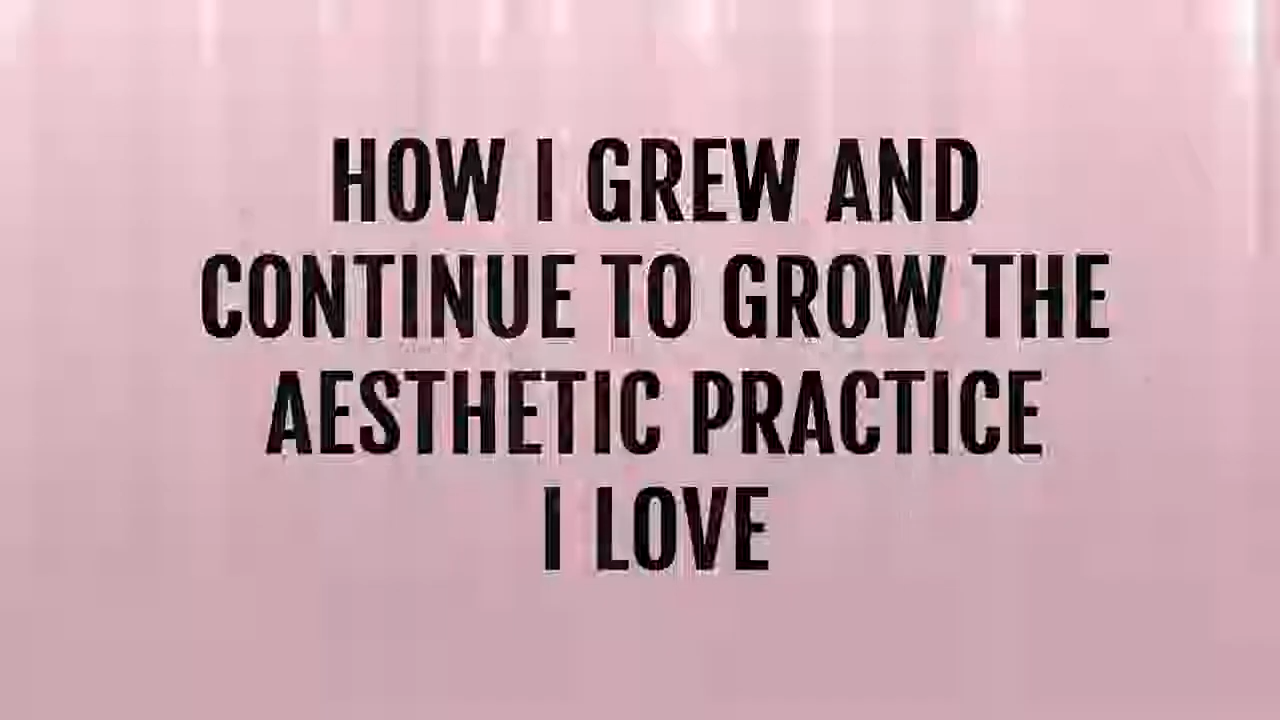 HOW I GREW AND
CONTINUE TO GROW THE
AESTHETIC PRACTICE
I LOVE